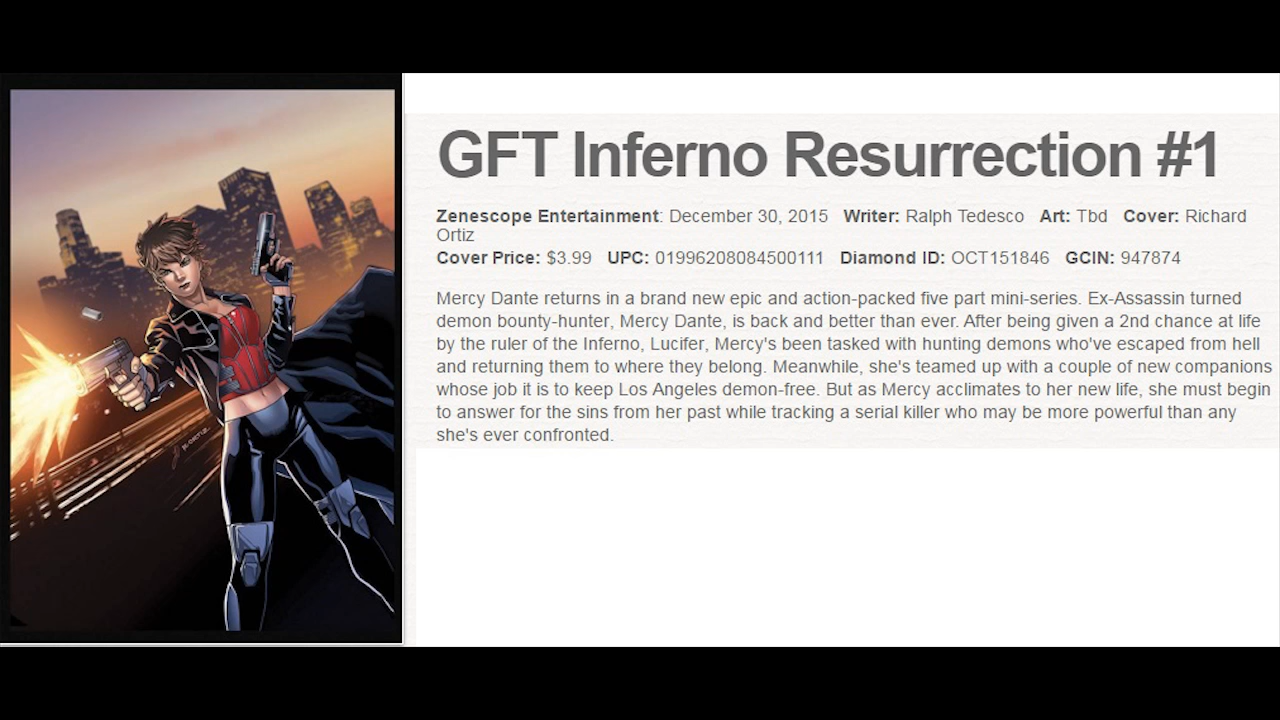 GFT Inferno Resurrection #1
Zenescope Entertainment: December 30, 2015 Writer: Ralph Tedesco Art: Tbd Cover: Richard
Ortiz
Cover Price: $3.99 UPC: 01996208084500111 Diamond ID: OCT151846 GCIN: 947874
Mercy Dante returns in a brand new epic and action-packed five part mini-series. Ex-Assassin turned
demon bounty-hunter, Mercy Dante, is back and better than ever. After being given a 2nd chance at life
by the ruler of the Inferno, Lucifer, Mercy's been tasked with hunting demons who've escaped from hell
and returning them to where they belong. Meanwhile, she's teamed up with a couple of new companions
whose job it is to keep Los Angeles demon-free. But as Mercy acclimates to her new life, she must begin
to answer for the sins from her past while tracking a serial killer who may be more powerful than any
she's ever confronted.
R.ORTIZ